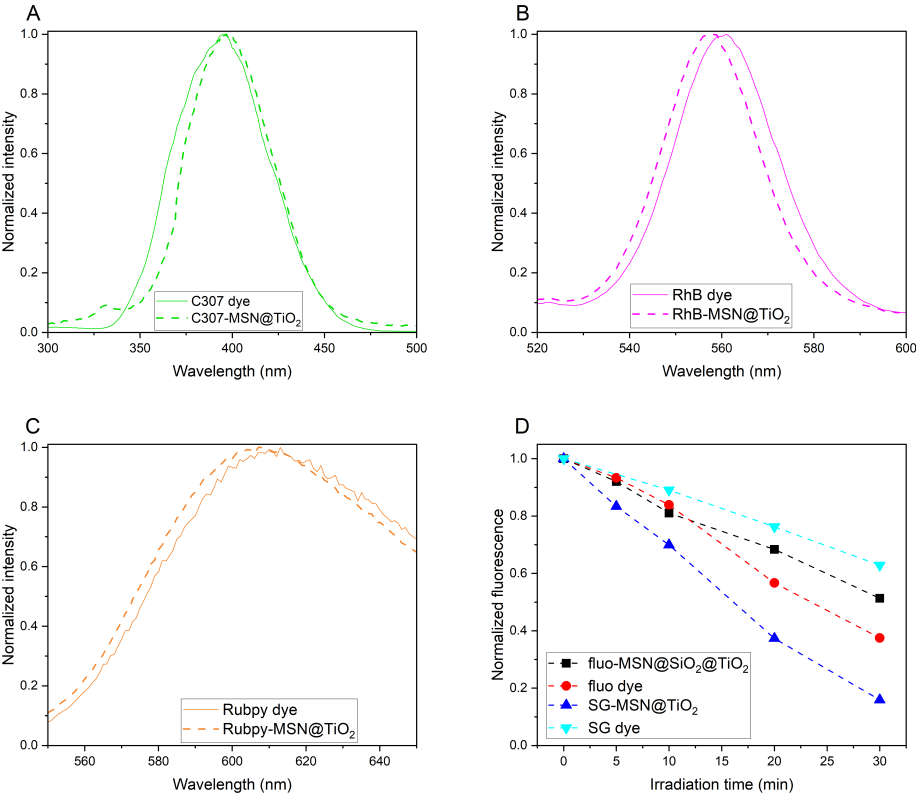 A
1.0
0.8
0.6
0.4
0.2
0.0
Normalized intensity
C307 dye
C307-MSN@TiO₂
300 350 400 450 500
Wavelength (nm)
B
1.0
0.8
0.6
0.4
0.2
0.0
Normalized intensity
RhB dye
RhB-MSN@TiO₂
520 540 560 580 600
Wavelength (nm)
C
1.0
0.8
0.6
0.4
0.2
0.0
Normalized intensity
Rubpy dye
Rubpy-MSN@TiO₂
560 580 600 620 640
Wavelength (nm)
D
1.0
0.8
0.6
0.4
0.2
0.0
Normalized fluorescence
fluo-MSN@SiO₂@TiO₂
fluo dye
SG-MSN@TiO₂
SG dye
0 5 10 15 20 25 30
Irradiation time (min)